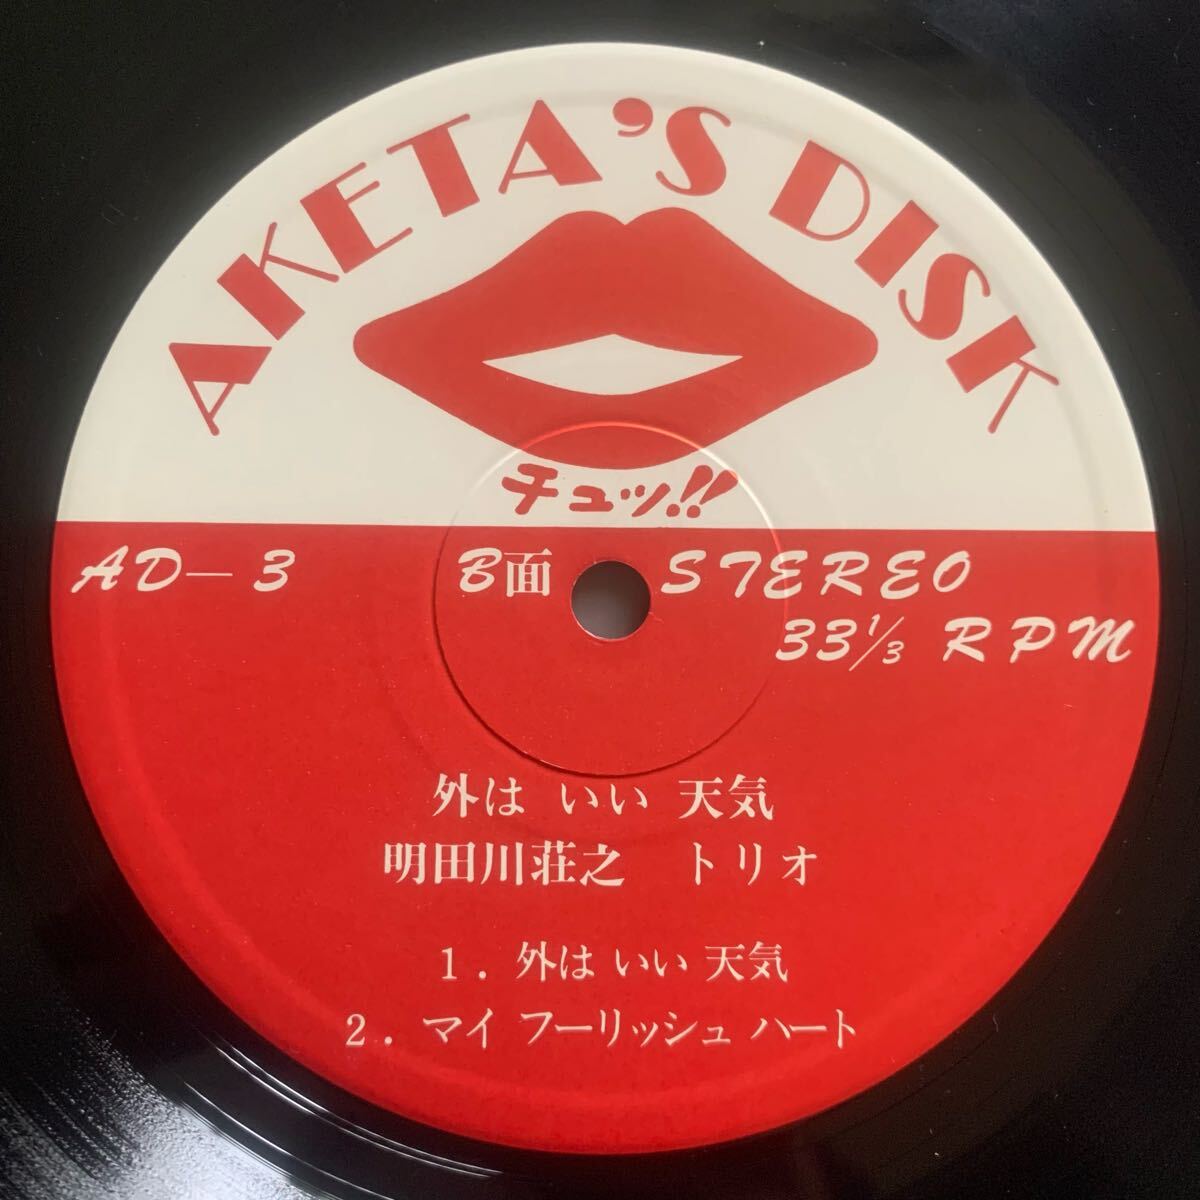 AKETA'S DISK
チュッ!!
AD—3 B面 STEREO
33 1/3 RPM
外は いい 天気
明田川荘之 トリオ
1. 外は いい 天気
2. マイ フーリッシュ ハート